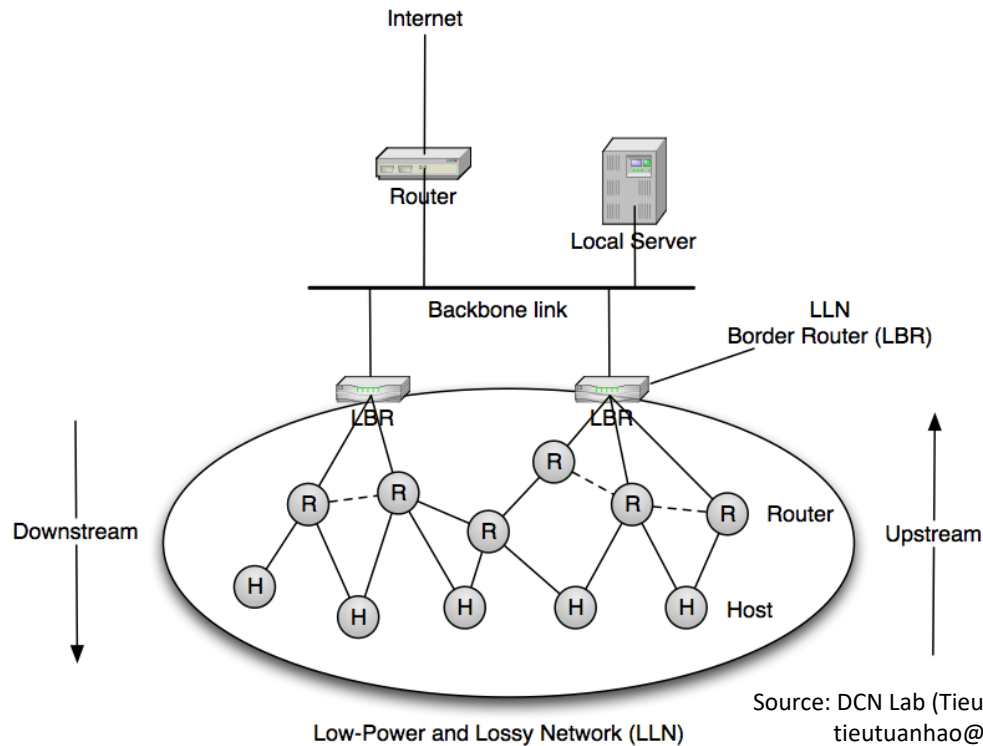 Internet
Router
Local Server
Backbone link
LLN
Border Router (LBR)
LBR
LBR
R
R
R
R
R
R
Router
Downstream
Upstream
H
H
H
H
H
Host
Source: DCN Lab (Tieu
tieutuanhao@
Low-Power and Lossy Network (LLN)